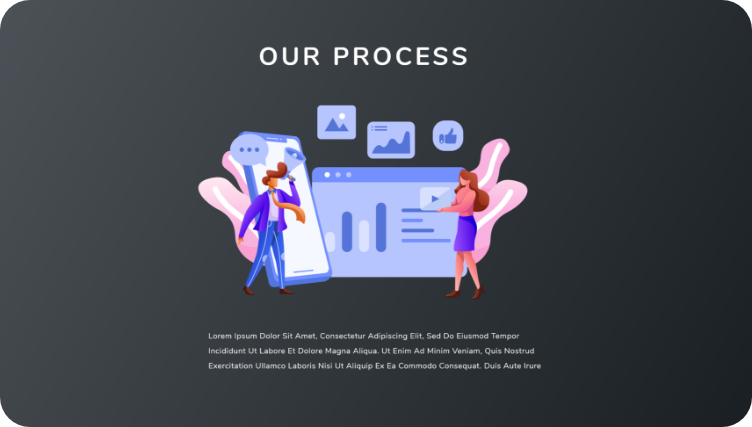 OUR PROCESS
Lorem Ipsum Dolor Sit Amet, Consectetur Adipiscing Elit, Sed Do Eiusmod Tempor
Incididunt Ut Labore Et Dolore Magna Aliqua. Ut Enim Ad Minim Veniam, Quis Nostrud
Exercitation Ullamco Laboris Nisi Ut Aliquip Ex Ea Commodo Consequat. Duis Aute Irure